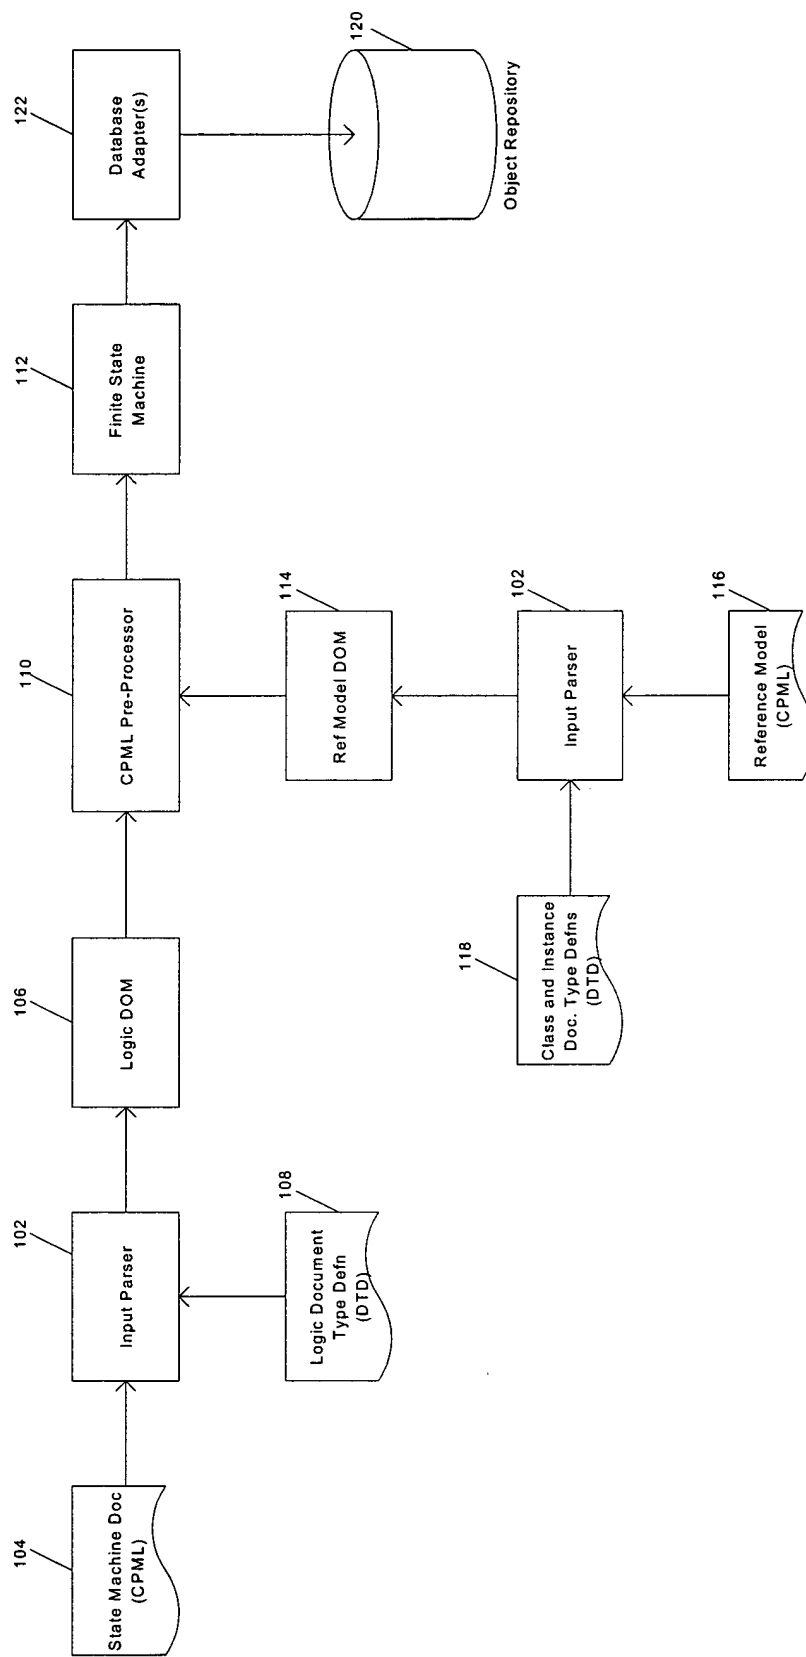 104
State Machine Doc
(CPML)
102
Input Parser
108
Logic Document
Type Defn
(DTD)
106
Logic DOM
110
CPML Pre-Processor
114
Ref Model DOM
118
Class and Instance
Doc. Type Defns
(DTD)
102
Input Parser
116
Reference Model
(CPML)
112
Finite State
Machine
122
Database
Adapter(s)
120
Object Repository